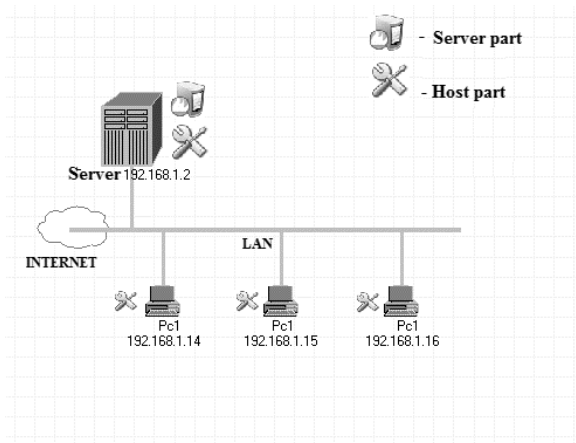 - Server part
- Host part
Server 192.168.1.2
LAN
INTERNET
Pc1
192.168.1.14
Pc1
192.168.1.15
Pc1
192.168.1.16